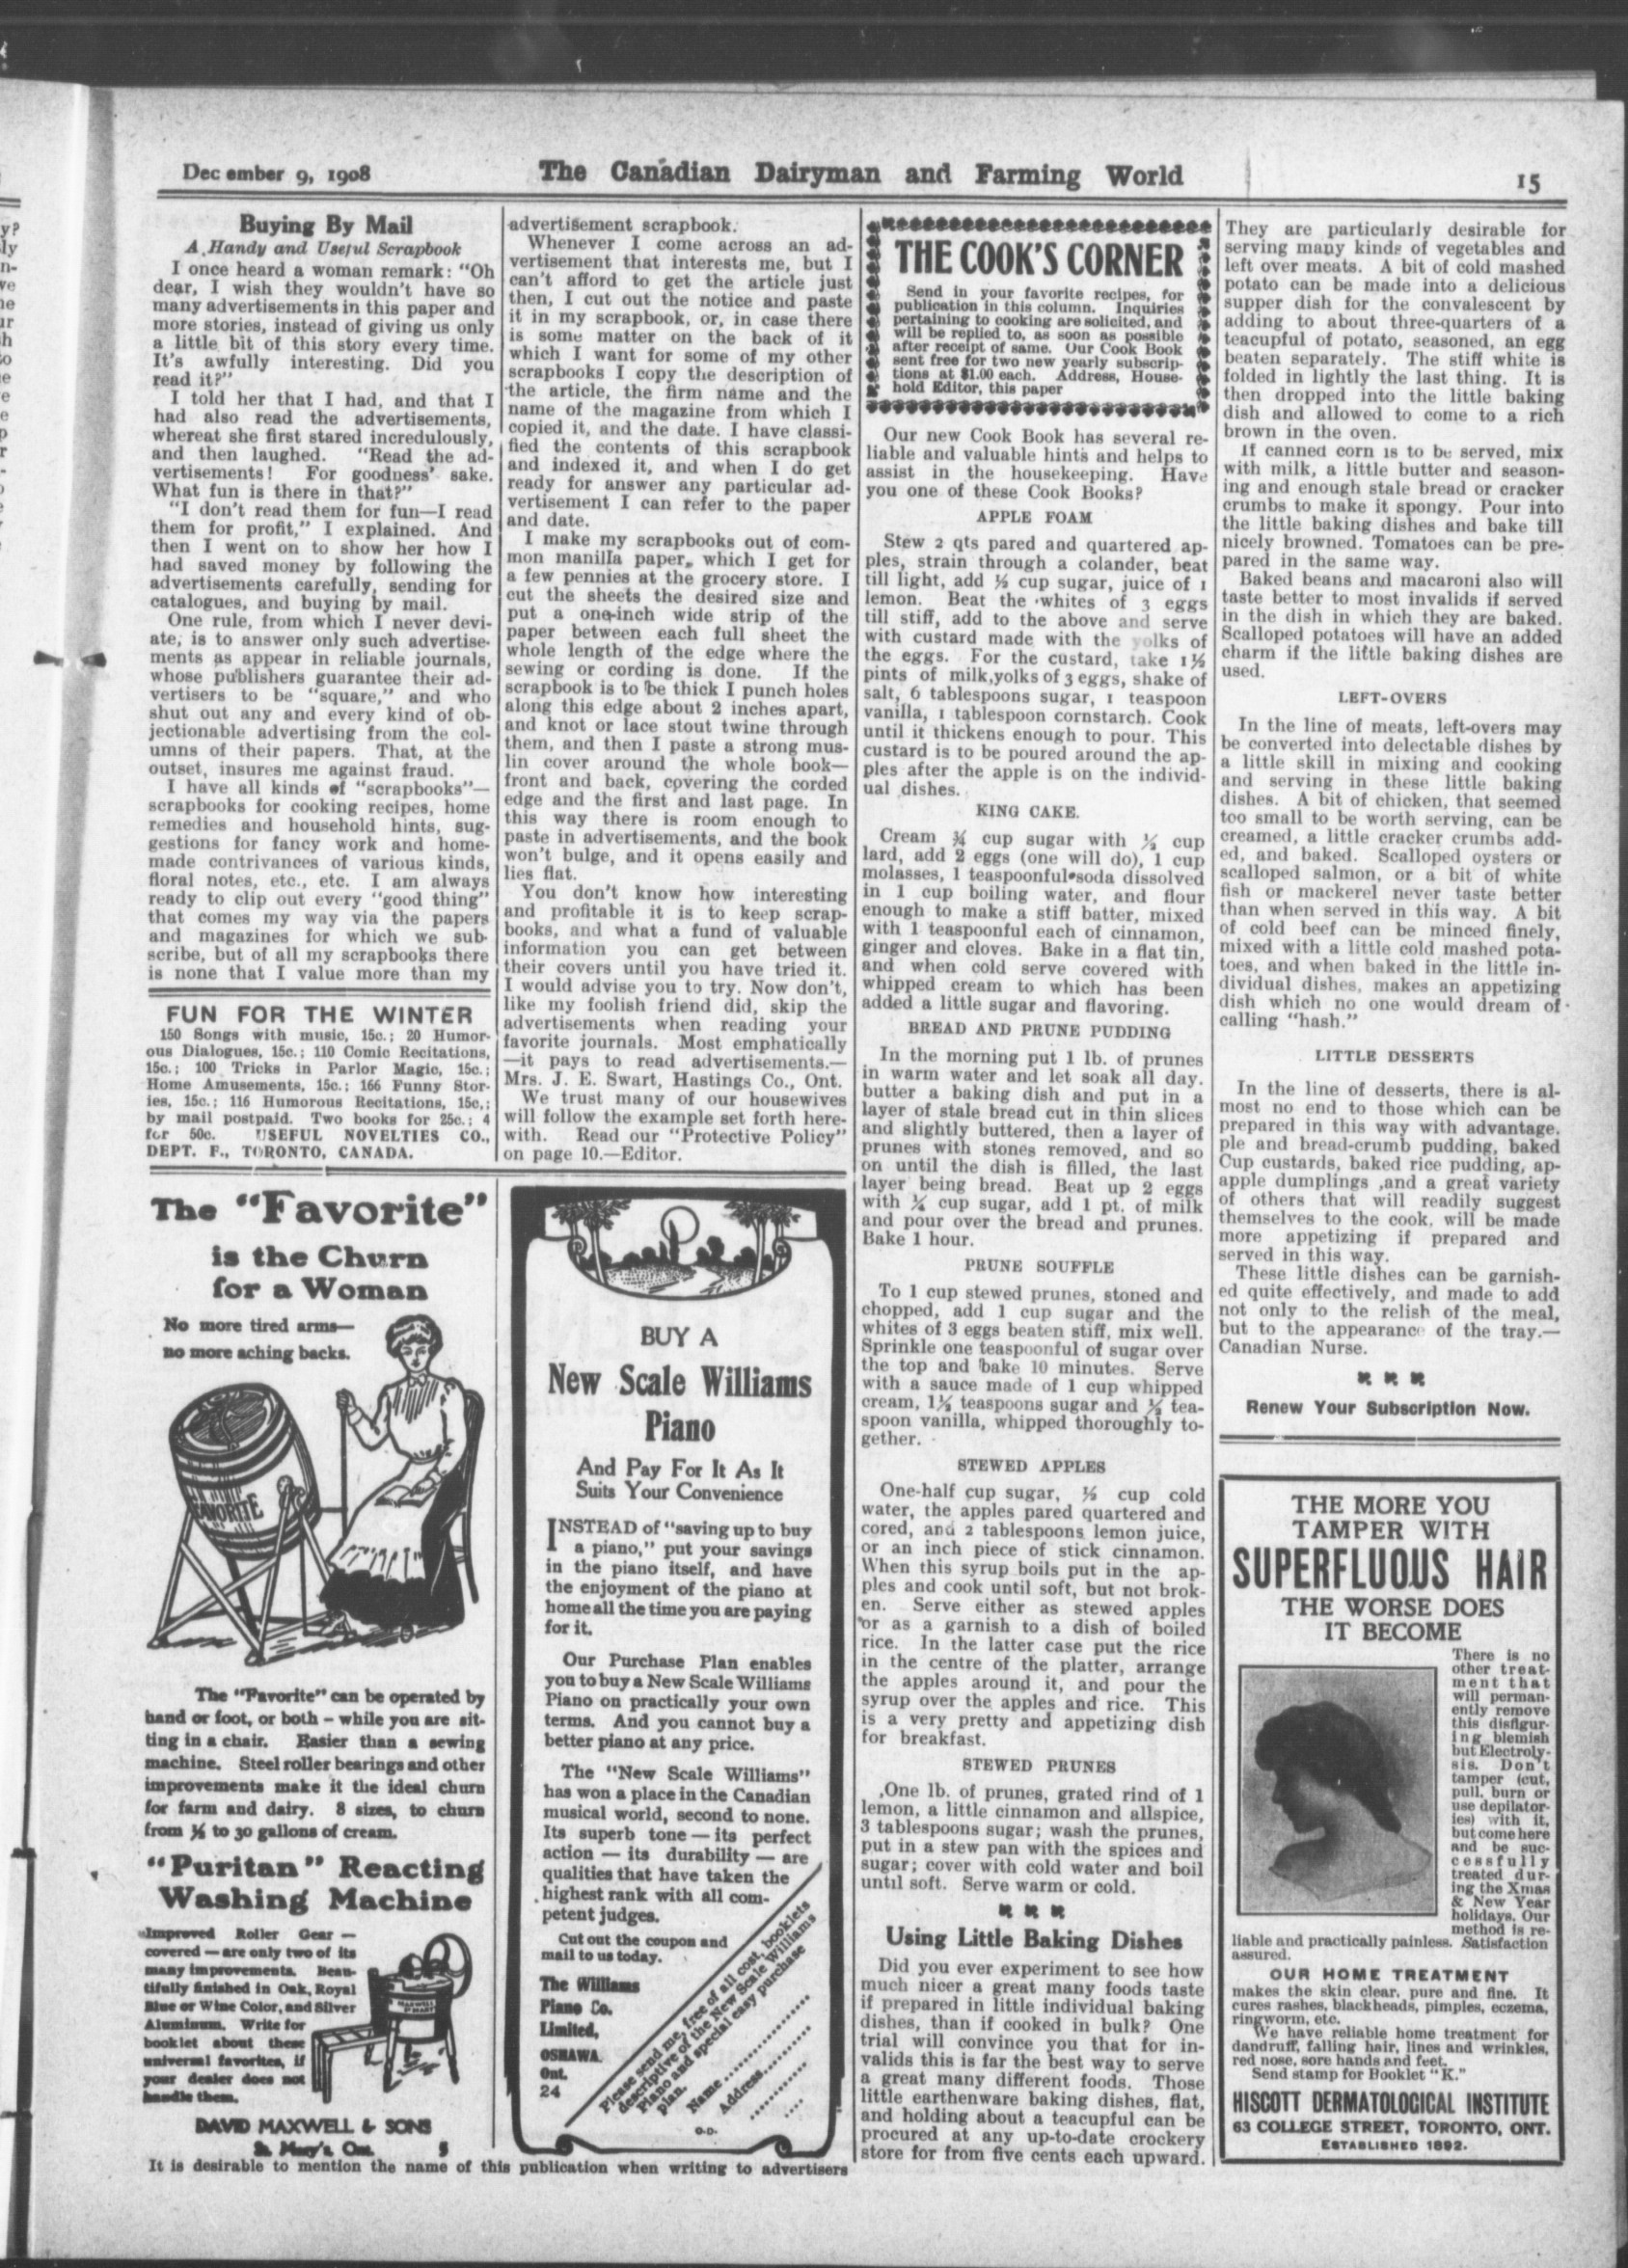 Dec ember 9, 1908
The Canadian Dairyman and Farming World
15
Buying By Mail
A Handy and Useful Scrapbook
I once heard a woman remark: "Oh
dear, I wish they wouldn't have so
many advertisements in this paper and
more stories, instead of giving us only
a little bit of this story every time.
It's awfully interesting. Did you
read it?"
I told her that I had, and that I
had also read the advertisements,
whereat she first stared incredulously,
and then laughed. "Read the ad-
vertisements! For goodness' sake.
What fun is there in that?"
"I don't read them for fun—I read
them for profit," I explained. And
then I went on to show her how I
had saved money by following the
advertisements carefully, sending for
catalogues, and buying by mail.
One rule, from which I never devi-
ate, is to answer only such advertise-
ments as appear in reliable journals,
whose publishers guarantee their ad-
vertisers to be "square," and who
shut out any and every kind of ob-
jectionable advertising from the col-
umns of their papers. That, at the
outset, insures me against fraud.
I have all kinds of "scrapbooks"—
scrapbooks for cooking recipes, home
remedies and household hints, sug-
gestions for fancy work and home-
made contrivances of various kinds,
floral notes, etc., etc. I am always
ready to clip out every "good thing"
that comes my way via the papers
and magazines for which we sub-
scribe, but of all my scrapbooks there
is none that I value more than my
FUN FOR THE WINTER
150 Songs with music, 15c.; 20 Humor-
ous Dialogues, 15c.; 110 Comic Recitations,
15c.; 100 Tricks in Parlor Magic, 15c.;
Home Amusements, 15c.; 166 Funny Stor-
ies, 15c.; 116 Humorous Recitations, 15c,;
by mail postpaid. Two books for 25c.; 4
for 50c. USEFUL NOVELTIES CO.,
DEPT. F., TORONTO, CANADA.
The "Favorite"
is the Churn
for a Woman
No more tired arms—
no more aching backs.
FAVORITE
The "Favorite" can be operated by
hand or foot, or both – while you are sit-
ting in a chair. Easier than a sewing
machine. Steel roller bearings and other
improvements make it the ideal churn
for farm and dairy. 8 sizes, to churn
from ½ to 30 gallons of cream.
"Puritan" Reacting
Washing Machine
Improved Roller Gear —
covered — are only two of its
many improvements. Beau-
tifully finished in Oak, Royal
Blue or Wine Color, and Silver
Aluminum. Write for
booklet about these
universal favorites, if
your dealer does not
handle them.
MAXWELL
ST MARY'S
DAVID MAXWELL & SONS
St. Mary's, Ont. 5
advertisement scrapbook.
Whenever I come across an ad-
vertisement that interests me, but I
can't afford to get the article just
then, I cut out the notice and paste
it in my scrapbook, or, in case there
is some matter on the back of it
which I want for some of my other
scrapbooks I copy the description of
the article, the firm name and the
name of the magazine from which I
copied it, and the date. I have classi-
fied the contents of this scrapbook
and indexed it, and when I do get
ready for answer any particular ad-
vertisement I can refer to the paper
and date.
I make my scrapbooks out of com-
mon manilla paper, which I get for
a few pennies at the grocery store. I
cut the sheets the desired size and
put a one-inch wide strip of the
paper between each full sheet the
whole length of the edge where the
sewing or cording is done. If the
scrapbook is to be thick I punch holes
along this edge about 2 inches apart,
and knot or lace stout twine through
them, and then I paste a strong mus-
lin cover around the whole book—
front and back, covering the corded
edge and the first and last page. In
this way there is room enough to
paste in advertisements, and the book
won't bulge, and it opens easily and
lies flat.
You don't know how interesting
and profitable it is to keep scrap-
books, and what a fund of valuable
information you can get between
their covers until you have tried it.
I would advise you to try. Now don't,
like my foolish friend did, skip the
advertisements when reading your
favorite journals. Most emphatically
—it pays to read advertisements.—
Mrs. J. E. Swart, Hastings Co., Ont.
We trust many of our housewives
will follow the example set forth here-
with. Read our "Protective Policy"
on page 10.—Editor.
BUY A
New Scale Williams
Piano
And Pay For It As It
Suits Your Convenience
INSTEAD of "saving up to buy
a piano," put your savings
in the piano itself, and have
the enjoyment of the piano at
home all the time you are paying
for it.
Our Purchase Plan enables
you to buy a New Scale Williams
Piano on practically your own
terms. And you cannot buy a
better piano at any price.
The "New Scale Williams"
has won a place in the Canadian
musical world, second to none.
Its superb tone — its perfect
action — its durability — are
qualities that have taken the
highest rank with all com-
petent judges.
Cut out the coupon and
mail to us today.
The Williams
Piano Co.
Limited,
OSHAWA.
Ont.
24
Please send me, free of all cost, booklets
descriptive of the New Scale Williams
Piano and special easy purchase
plan.
Name
Address
O-D-
It is desirable to mention the name of this publication when writing to advertisers
THE COOK'S CORNER
Send in your favorite recipes, for
publication in this column. Inquiries
pertaining to cooking are solicited, and
will be replied to, as soon as possible
after receipt of same. Our Cook Book
sent free for two new yearly subscrip-
tions at $1.00 each. Address, House-
hold Editor, this paper
Our new Cook Book has several re-
liable and valuable hints and helps to
assist in the housekeeping. Have
you one of these Cook Books?
APPLE FOAM
Stew 2 qts pared and quartered ap-
ples, strain through a colander, beat
till light, add ½ cup sugar, juice of 1
lemon. Beat the whites of 3 eggs
till stiff, add to the above and serve
with custard made with the yolks of
the eggs. For the custard, take 1½
pints of milk,yolks of 3 eggs, shake of
salt, 6 tablespoons sugar, 1 teaspoon
vanilla, 1 tablespoon cornstarch. Cook
until it thickens enough to pour. This
custard is to be poured around the ap-
ples after the apple is on the individ-
ual dishes.
KING CAKE.
Cream ¾ cup sugar with ½ cup
lard, add 2 eggs (one will do), 1 cup
molasses, 1 teaspoonful soda dissolved
in 1 cup boiling water, and flour
enough to make a stiff batter, mixed
with 1 teaspoonful each of cinnamon,
ginger and cloves. Bake in a flat tin,
and when cold serve covered with
whipped cream to which has been
added a little sugar and flavoring.
BREAD AND PRUNE PUDDING
In the morning put 1 lb. of prunes
in warm water and let soak all day.
butter a baking dish and put in a
layer of stale bread cut in thin slices
and slightly buttered, then a layer of
prunes with stones removed, and so
on until the dish is filled, the last
layer being bread. Beat up 2 eggs
with ¼ cup sugar, add 1 pt. of milk
and pour over the bread and prunes.
Bake 1 hour.
PRUNE SOUFFLE
To 1 cup stewed prunes, stoned and
chopped, add 1 cup sugar and the
whites of 3 eggs beaten stiff, mix well.
Sprinkle one teaspoonful of sugar over
the top and bake 10 minutes. Serve
with a sauce made of 1 cup whipped
cream, 1½ teaspoons sugar and ½ tea-
spoon vanilla, whipped thoroughly to-
gether.
STEWED APPLES
One-half cup sugar, ½ cup cold
water, the apples pared quartered and
cored, and 2 tablespoons lemon juice,
or an inch piece of stick cinnamon.
When this syrup boils put in the ap-
ples and cook until soft, but not brok-
en. Serve either as stewed apples
or as a garnish to a dish of boiled
rice. In the latter case put the rice
in the centre of the platter, arrange
the apples around it, and pour the
syrup over the apples and rice. This
is a very pretty and appetizing dish
for breakfast.
STEWED PRUNES
One lb. of prunes, grated rind of 1
lemon, a little cinnamon and allspice,
3 tablespoons sugar; wash the prunes,
put in a stew pan with the spices and
sugar; cover with cold water and boil
until soft. Serve warm or cold.
Using Little Baking Dishes
Did you ever experiment to see how
much nicer a great many foods taste
if prepared in little individual baking
dishes, than if cooked in bulk? One
trial will convince you that for in-
valids this is far the best way to serve
a great many different foods. Those
little earthenware baking dishes, flat,
and holding about a teacupful can be
procured at any up-to-date crockery
store for from five cents each upward.
They are particularly desirable for
serving many kinds of vegetables and
left over meats. A bit of cold mashed
potato can be made into a delicious
supper dish for the convalescent by
adding to about three-quarters of a
teacupful of potato, seasoned, an egg
beaten separately. The stiff white is
folded in lightly the last thing. It is
then dropped into the little baking
dish and allowed to come to a rich
brown in the oven.
If canned corn is to be served, mix
with milk, a little butter and season-
ing and enough stale bread or cracker
crumbs to make it spongy. Pour into
the little baking dishes and bake till
nicely browned. Tomatoes can be pre-
pared in the same way.
Baked beans and macaroni also will
taste better to most invalids if served
in the dish in which they are baked.
Scalloped potatoes will have an added
charm if the little baking dishes are
used.
LEFT-OVERS
In the line of meats, left-overs may
be converted into delectable dishes by
a little skill in mixing and cooking
and serving in these little baking
dishes. A bit of chicken, that seemed
too small to be worth serving, can be
creamed, a little cracker crumbs add-
ed, and baked. Scalloped oysters or
scalloped salmon, or a bit of white
fish or mackerel never taste better
than when served in this way. A bit
of cold beef can be minced finely,
mixed with a little cold mashed pota-
toes, and when baked in the little in-
dividual dishes, makes an appetizing
dish which no one would dream of
calling "hash."
LITTLE DESSERTS
In the line of desserts, there is al-
most no end to those which can be
prepared in this way with advantage.
ple and bread-crumb pudding, baked
Cup custards, baked rice pudding, ap-
apple dumplings ,and a great variety
of others that will readily suggest
themselves to the cook, will be made
more appetizing if prepared and
served in this way.
These little dishes can be garnish-
ed quite effectively, and made to add
not only to the relish of the meal,
but to the appearance of the tray.—
Canadian Nurse.
Renew Your Subscription Now.
THE MORE YOU
TAMPER WITH
SUPERFLUOUS HAIR
THE WORSE DOES
IT BECOME
There is no
other treat-
ment that
will perman-
ently remove
this disfigur-
ing blemish
but Electroly-
sis. Don't
tamper (cut,
pull, burn or
use depilator-
ies) with it,
but come here
and be suc-
cessfully
treated dur-
ing the Xmas
& New Year
holidays. Our
method is re-
liable and practically painless. Satisfaction
assured.
OUR HOME TREATMENT
makes the skin clear, pure and fine. It
cures rashes, blackheads, pimples, eczema,
ringworm, etc.
We have reliable home treatment for
dandruff, falling hair, lines and wrinkles,
red nose, sore hands and feet.
Send stamp for Booklet "K."
HISCOTT DERMATOLOGICAL INSTITUTE
63 COLLEGE STREET, TORONTO, ONT.
ESTABLISHED 1892.